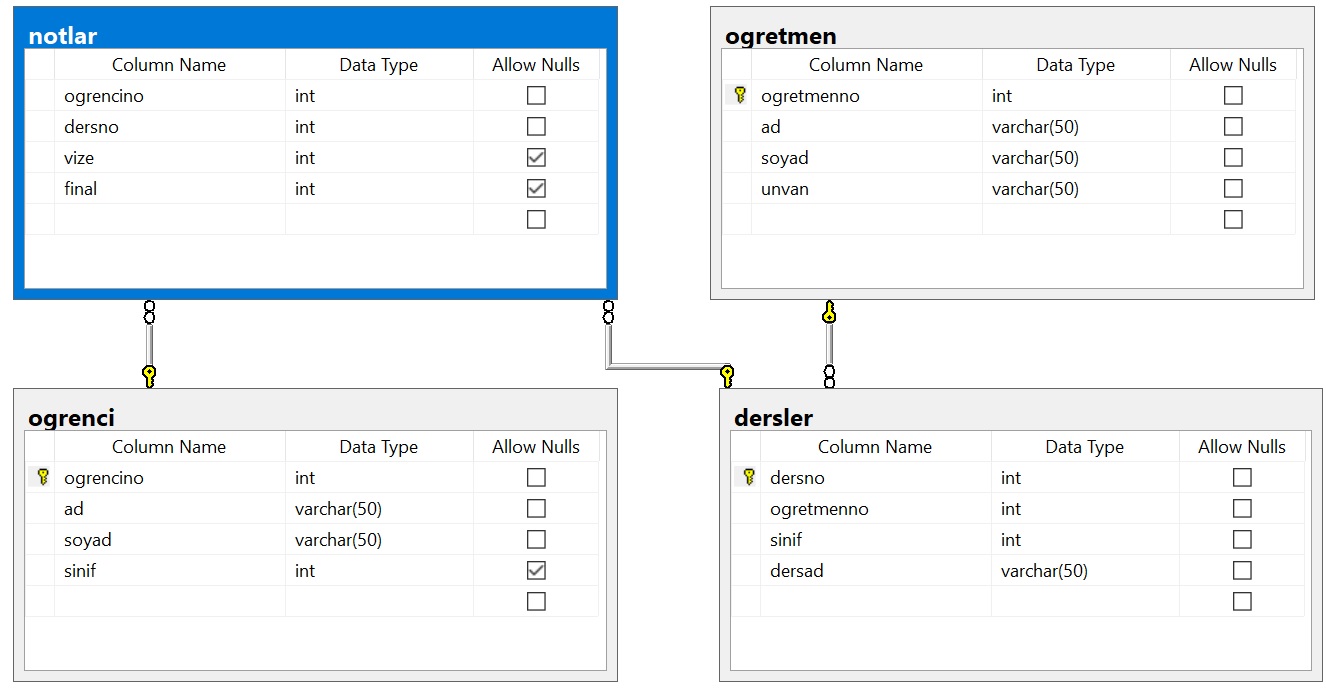 notlar
Column Name Data Type Allow Nulls
ogrencino int
dersno int
vize int
final int
ogretmen
Column Name Data Type Allow Nulls
ogretmenno int
ad varchar(50)
soyad varchar(50)
unvan varchar(50)
ogrenci
Column Name Data Type Allow Nulls
ogrencino int
ad varchar(50)
soyad varchar(50)
sinif int
dersler
Column Name Data Type Allow Nulls
dersno int
ogretmenno int
sinif int
dersad varchar(50)